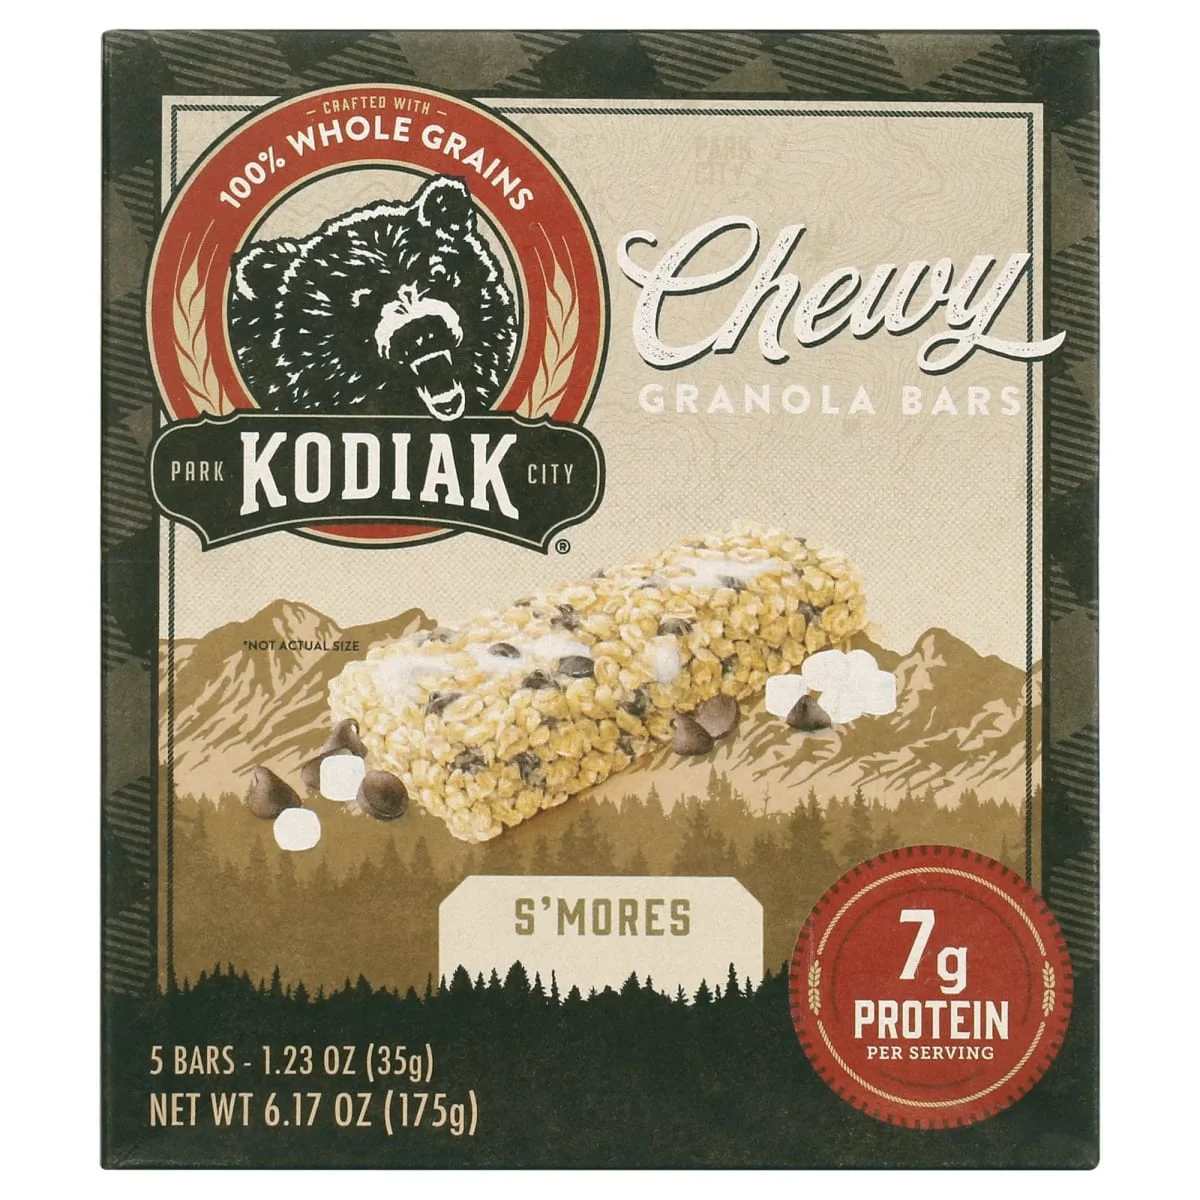 CRAFTED WITH
100% WHOLE GRAINS
PARK KODIAK CITY
®
Chewy
GRANOLA BARS
*NOT ACTUAL SIZE
S'MORES
7g
PROTEIN
PER SERVING
5 BARS - 1.23 OZ (35g)
NET WT 6.17 OZ (175g)